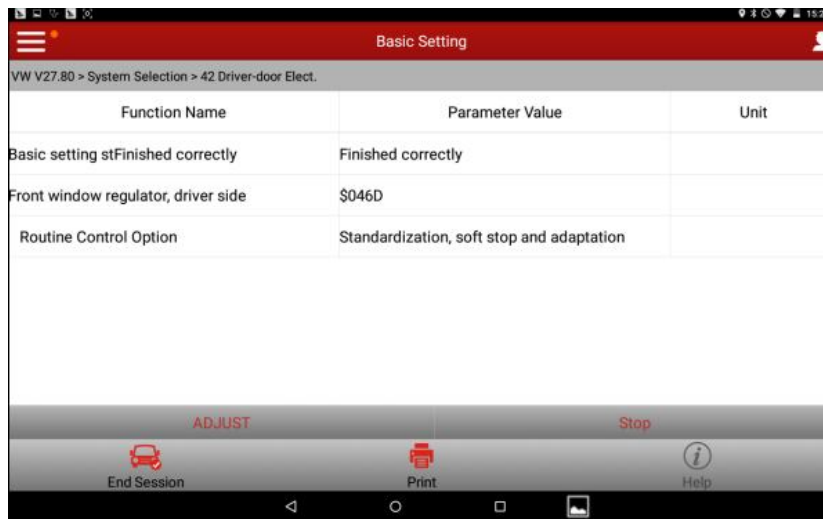 15:2
Basic Setting
VW V27.80 > System Selection > 42 Driver-door Elect.
Function Name Parameter Value Unit
Basic setting stFinished correctly Finished correctly
Front window regulator, driver side $046D
Routine Control Option Standardization, soft stop and adaptation
ADJUST Stop
End Session Print Help